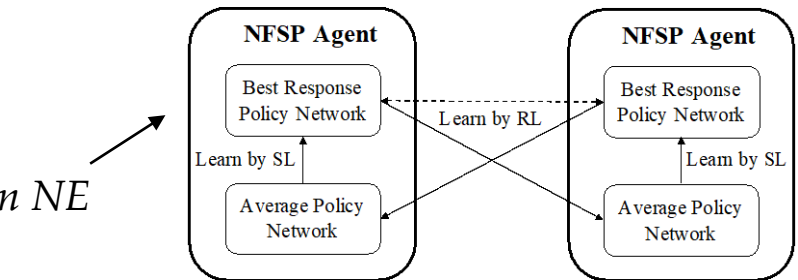 NFSP Agent
Best Response
Policy Network
Learn by SL
Average Policy
Network
Learn by RL
NFSP Agent
Best Response
Policy Network
Learn by SL
Average Policy
Network
n NE